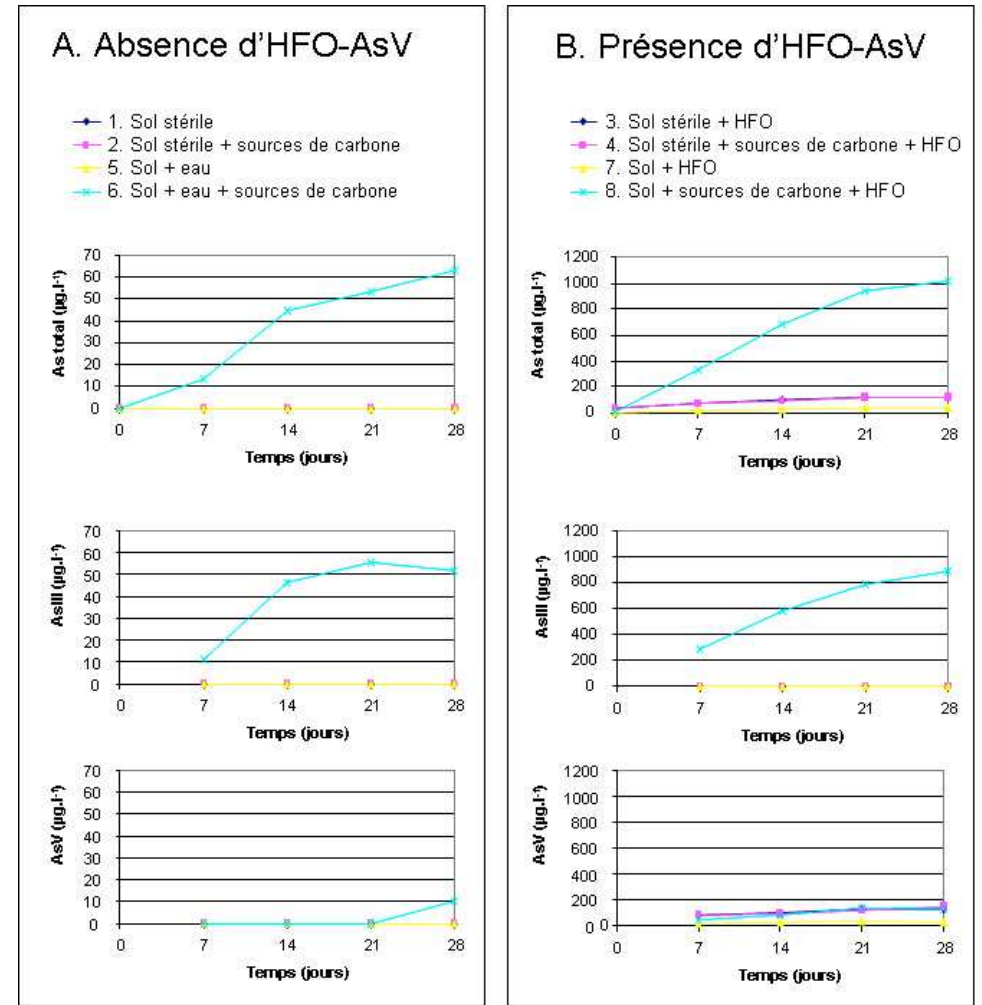 A. Absence d'HFO-AsV
1. Sol stérile
2. Sol stérile + sources de carbone
5. Sol + eau
6. Sol + eau + sources de carbone
70
60
50
40
30
20
10
0
As total (µg.l-¹)
0 7 14 21 28
Temps (jours)
70
60
50
40
30
20
10
0
AsIII (µg.l-¹)
0 7 14 21 28
Temps (jours)
70
60
50
40
30
20
10
0
AsV (µg.l-¹)
0 7 14 21 28
Temps (jours)
B. Présence d'HFO-AsV
3. Sol stérile + HFO
4. Sol stérile + sources de carbone + HFO
7. Sol + HFO
8. Sol + sources de carbone + HFO
1200
1000
800
600
400
200
0
As total (µg.l-¹)
0 7 14 21 28
Temps (jours)
1200
1000
800
600
400
200
0
AsIII (µg.l-¹)
0 7 14 21 28
Temps (jours)
1200
1000
800
600
400
200
0
AsV (µg.l-¹)
0 7 14 21 28
Temps (jours)